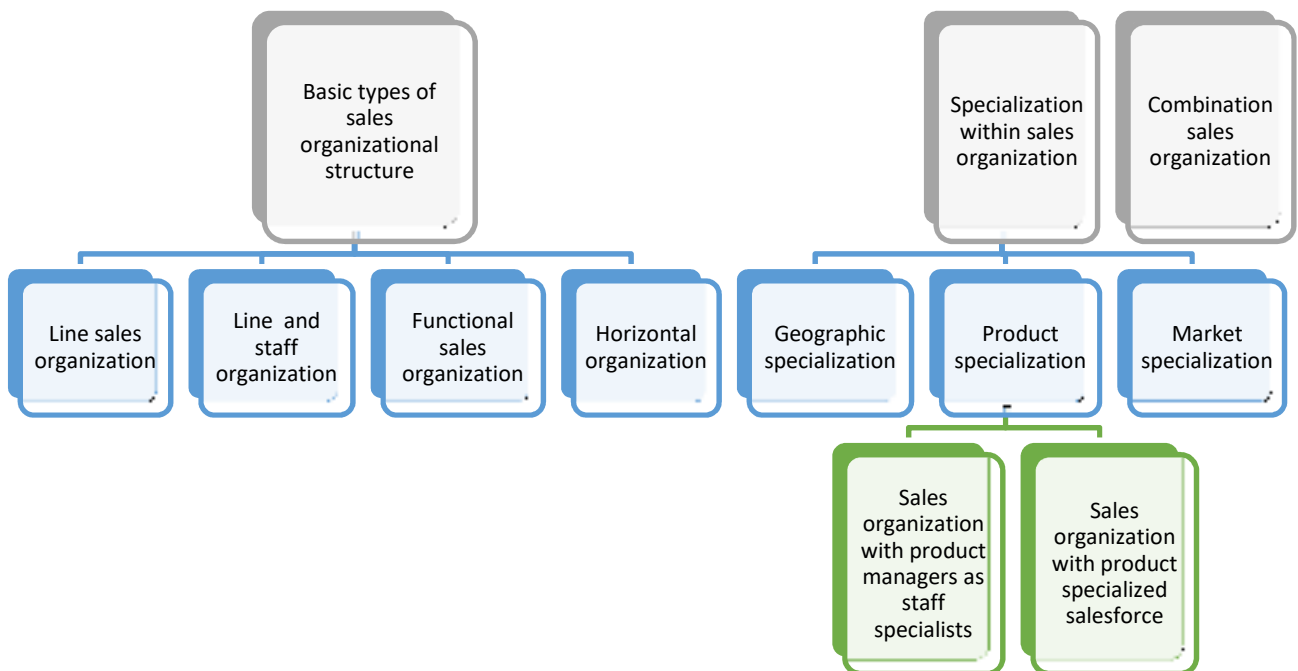 Basic types of
sales
organizational
structure
Specialization
within sales
organization
Combination
sales
organization
Line sales
organization
Line and
staff
organization
Functional
sales
organization
Horizontal
organization
Geographic
specialization
Product
specialization
Market
specialization
Sales
organization
with product
managers as
staff
specialists
Sales
organization
with product
specialized
salesforce